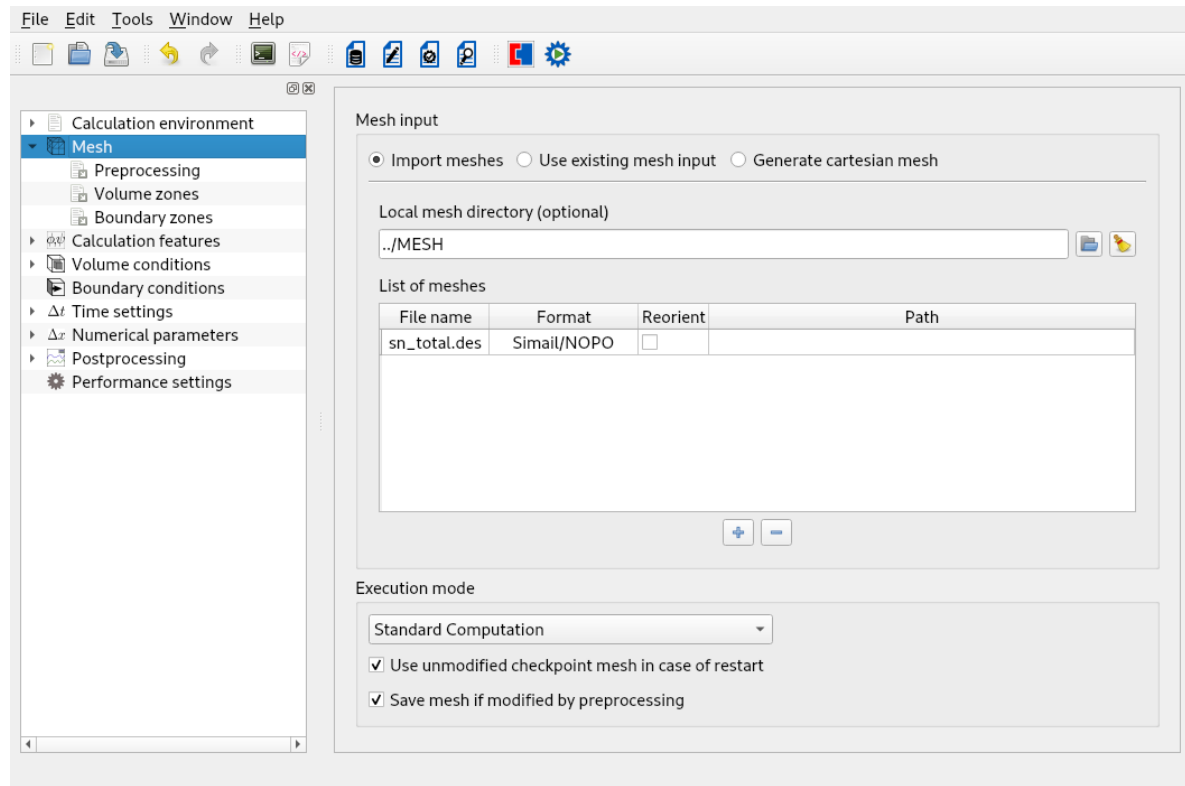 File Edit Tools Window Help
Calculation environment
Mesh
Preprocessing
Volume zones
Boundary zones
Calculation features
Volume conditions
Boundary conditions
Δt Time settings
Δx Numerical parameters
Postprocessing
Performance settings
Mesh input
Import meshes Use existing mesh input Generate cartesian mesh
Local mesh directory (optional)
../MESH
List of meshes
File name Format Reorient Path
sn_total.des Simail/NOPO
Execution mode
Standard Computation
Use unmodified checkpoint mesh in case of restart
Save mesh if modified by preprocessing